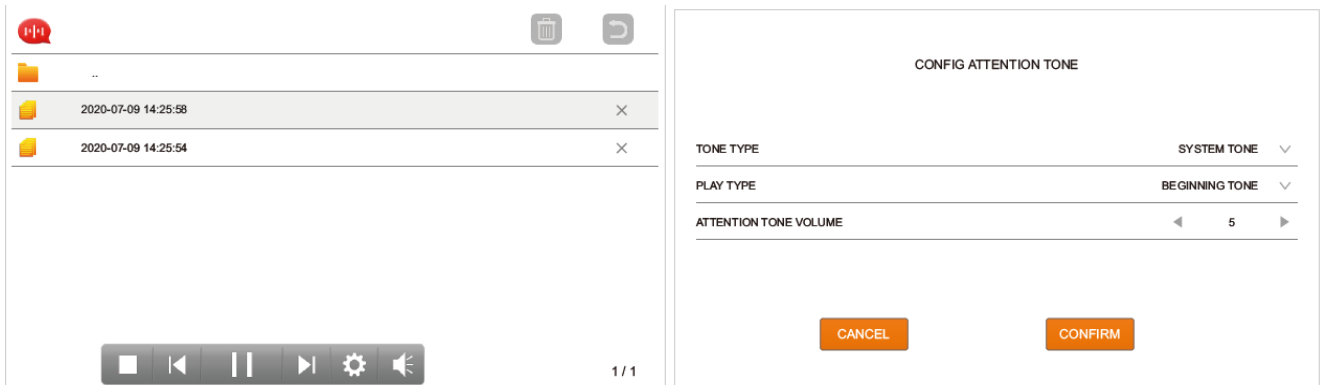 ..
2020-07-09 14:25:58
2020-07-09 14:25:54
1 / 1
CONFIG ATTENTION TONE
TONE TYPE SYSTEM TONE
PLAY TYPE BEGINNING TONE
ATTENTION TONE VOLUME 5
CANCEL CONFIRM